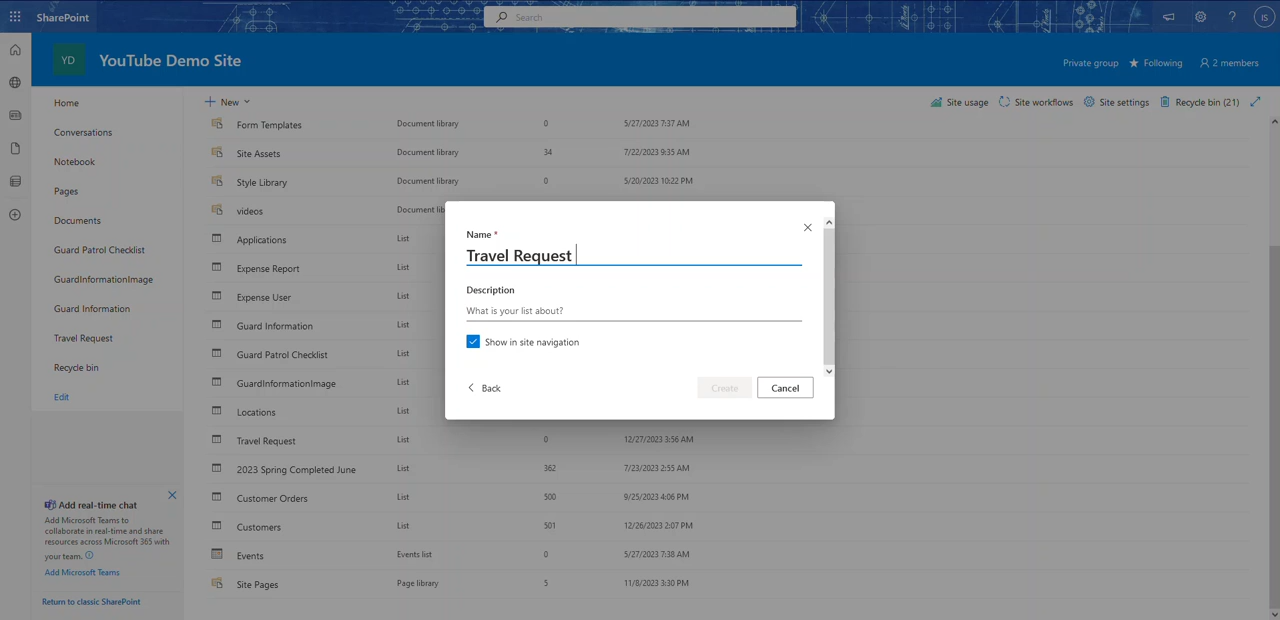 SharePoint
Search
IS
YD
YouTube Demo Site
Private group
Following
2 members
Home
Conversations
Notebook
Pages
Documents
Guard Patrol Checklist
GuardInformationImage
Guard Information
Travel Request
Recycle bin
Edit
Add real-time chat
Add Microsoft Teams to
collaborate in real-time and share
resources across Microsoft 365 with
your team.
Add Microsoft Teams
Return to classic SharePoint
New
Site usage
Site workflows
Site settings
Recycle bin (21)
Form Templates Document library 0 5/27/2023 7:37 AM
Site Assets Document library 34 7/22/2023 9:35 AM
Style Library Document library 0 5/20/2023 10:22 PM
videos Document lib
Applications List
Expense Report List
Expense User List
Guard Information List
Guard Patrol Checklist List
GuardInformationImage List
Locations List
Travel Request List 0 12/27/2023 3:56 AM
2023 Spring Completed June List 362 7/23/2023 2:55 AM
Customer Orders List 500 9/25/2023 4:06 PM
Customers List 501 12/26/2023 2:07 PM
Events Events list 0 5/27/2023 7:38 AM
Site Pages Page library 5 11/8/2023 3:30 PM
Name *
Travel Request
Description
What is your list about?
Show in site navigation
Back
Create
Cancel